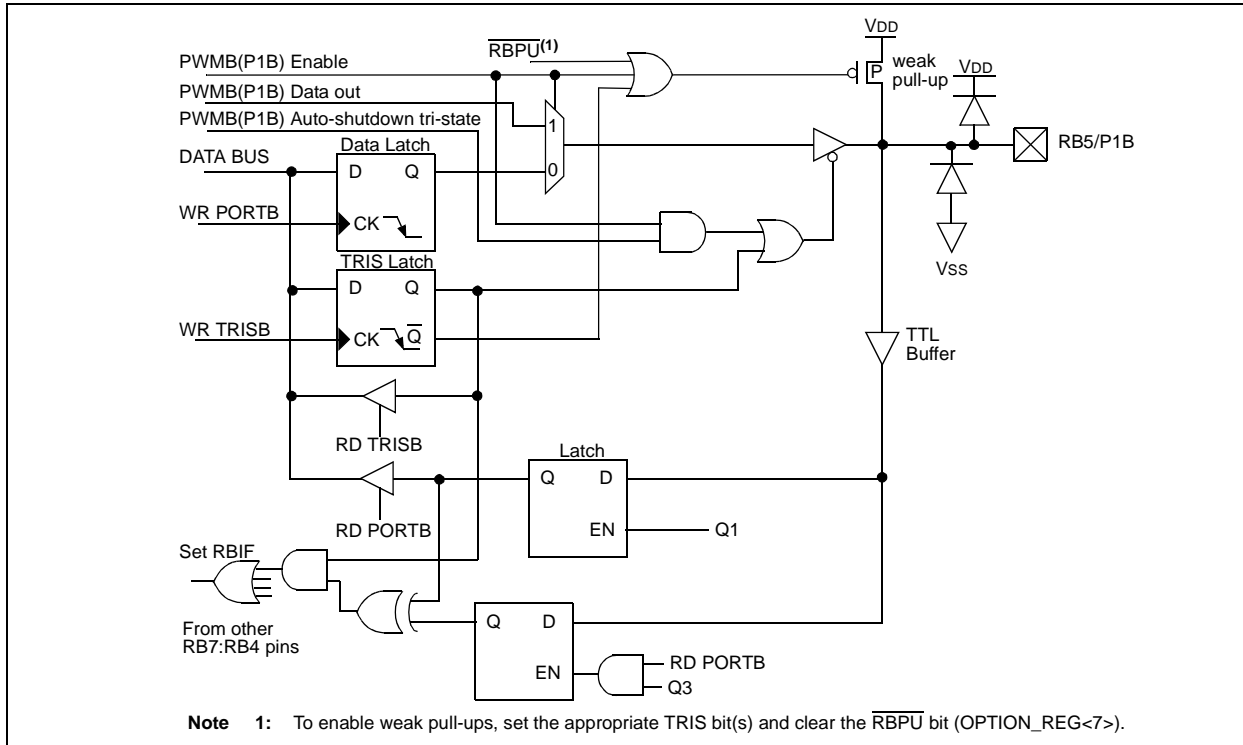 VDD
RBPU(1)
PWMB(P1B) Enable
weak
pull-up
P
VDD
PWMB(P1B) Data out
1
PWMB(P1B) Auto-shutdown tri-state
Data Latch
RB5/P1B
DATA BUS
D Q
0
WR PORTB
CK
TRIS Latch
VSS
D Q
WR TRISB
CK Q
TTL
Buffer
RD TRISB
Latch
Q D
RD PORTB
EN
Q1
Set RBIF
Q D
From other
RB7:RB4 pins
EN
RD PORTB
Q3
Note 1: To enable weak pull-ups, set the appropriate TRIS bit(s) and clear the RBPU bit (OPTION_REG<7>).